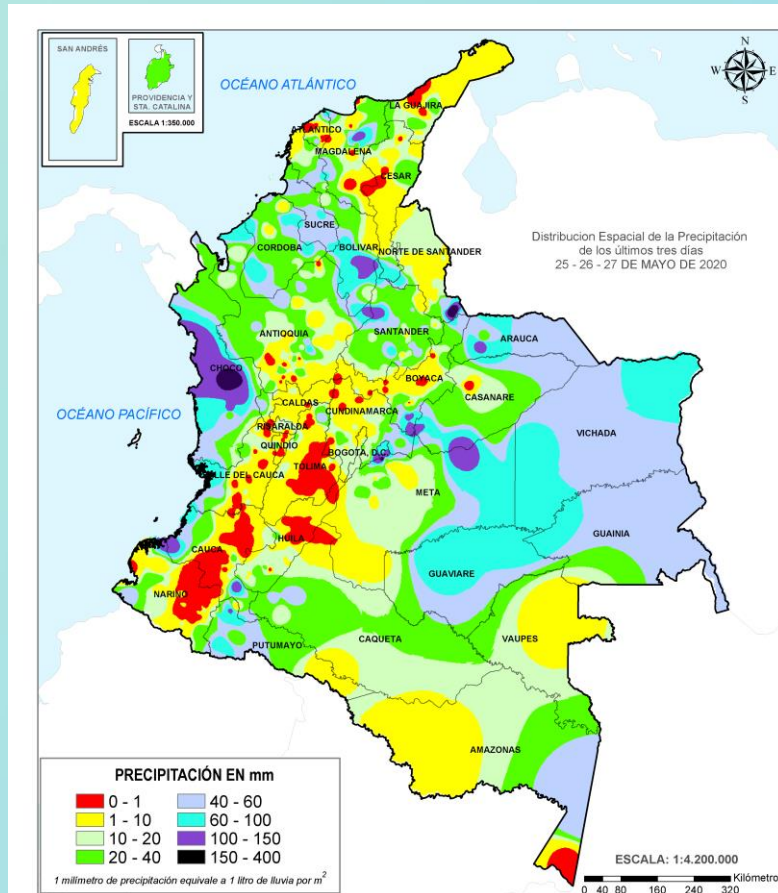 SAN ANDRÉS
PROVIDENCIA Y
STA. CATALINA
ESCALA 1:350.000
OCÉANO ATLÁNTICO
N
W
E
S
LA GUAJIRA
ATLANTICO
MAGDALENA
CESAR
SUCRE
CORDOBA
BOLIVAR
NORTE DE SANTANDER
Distribucion Espacial de la Precipitación
de los últimos tres días
25 - 26 - 27 DE MAYO DE 2020
ANTIOQUIA
SANTANDER
ARAUCA
CHOCO
BOYACA
CASANARE
OCÉANO PACÍFICO
CALDAS
CUNDINAMARCA
RISARALDA
VICHADA
QUINDIO
BOGOTA, D.C.
TOLIMA
VALLE DEL CAUCA
META
GUAINIA
HUILA
CAUCA
GUAVIARE
NARIÑO
CAQUETA
VAUPES
PUTUMAYO
AMAZONAS
PRECIPITACIÓN EN mm
0 - 1
40 - 60
1 - 10
60 - 100
10 - 20
100 - 150
20 - 40
150 - 400
1 milímetro de precipitación equivale a 1 litro de lluvia por m²
ESCALA: 1:4.200.000
Kilómetros
0 40 80 160 240 320